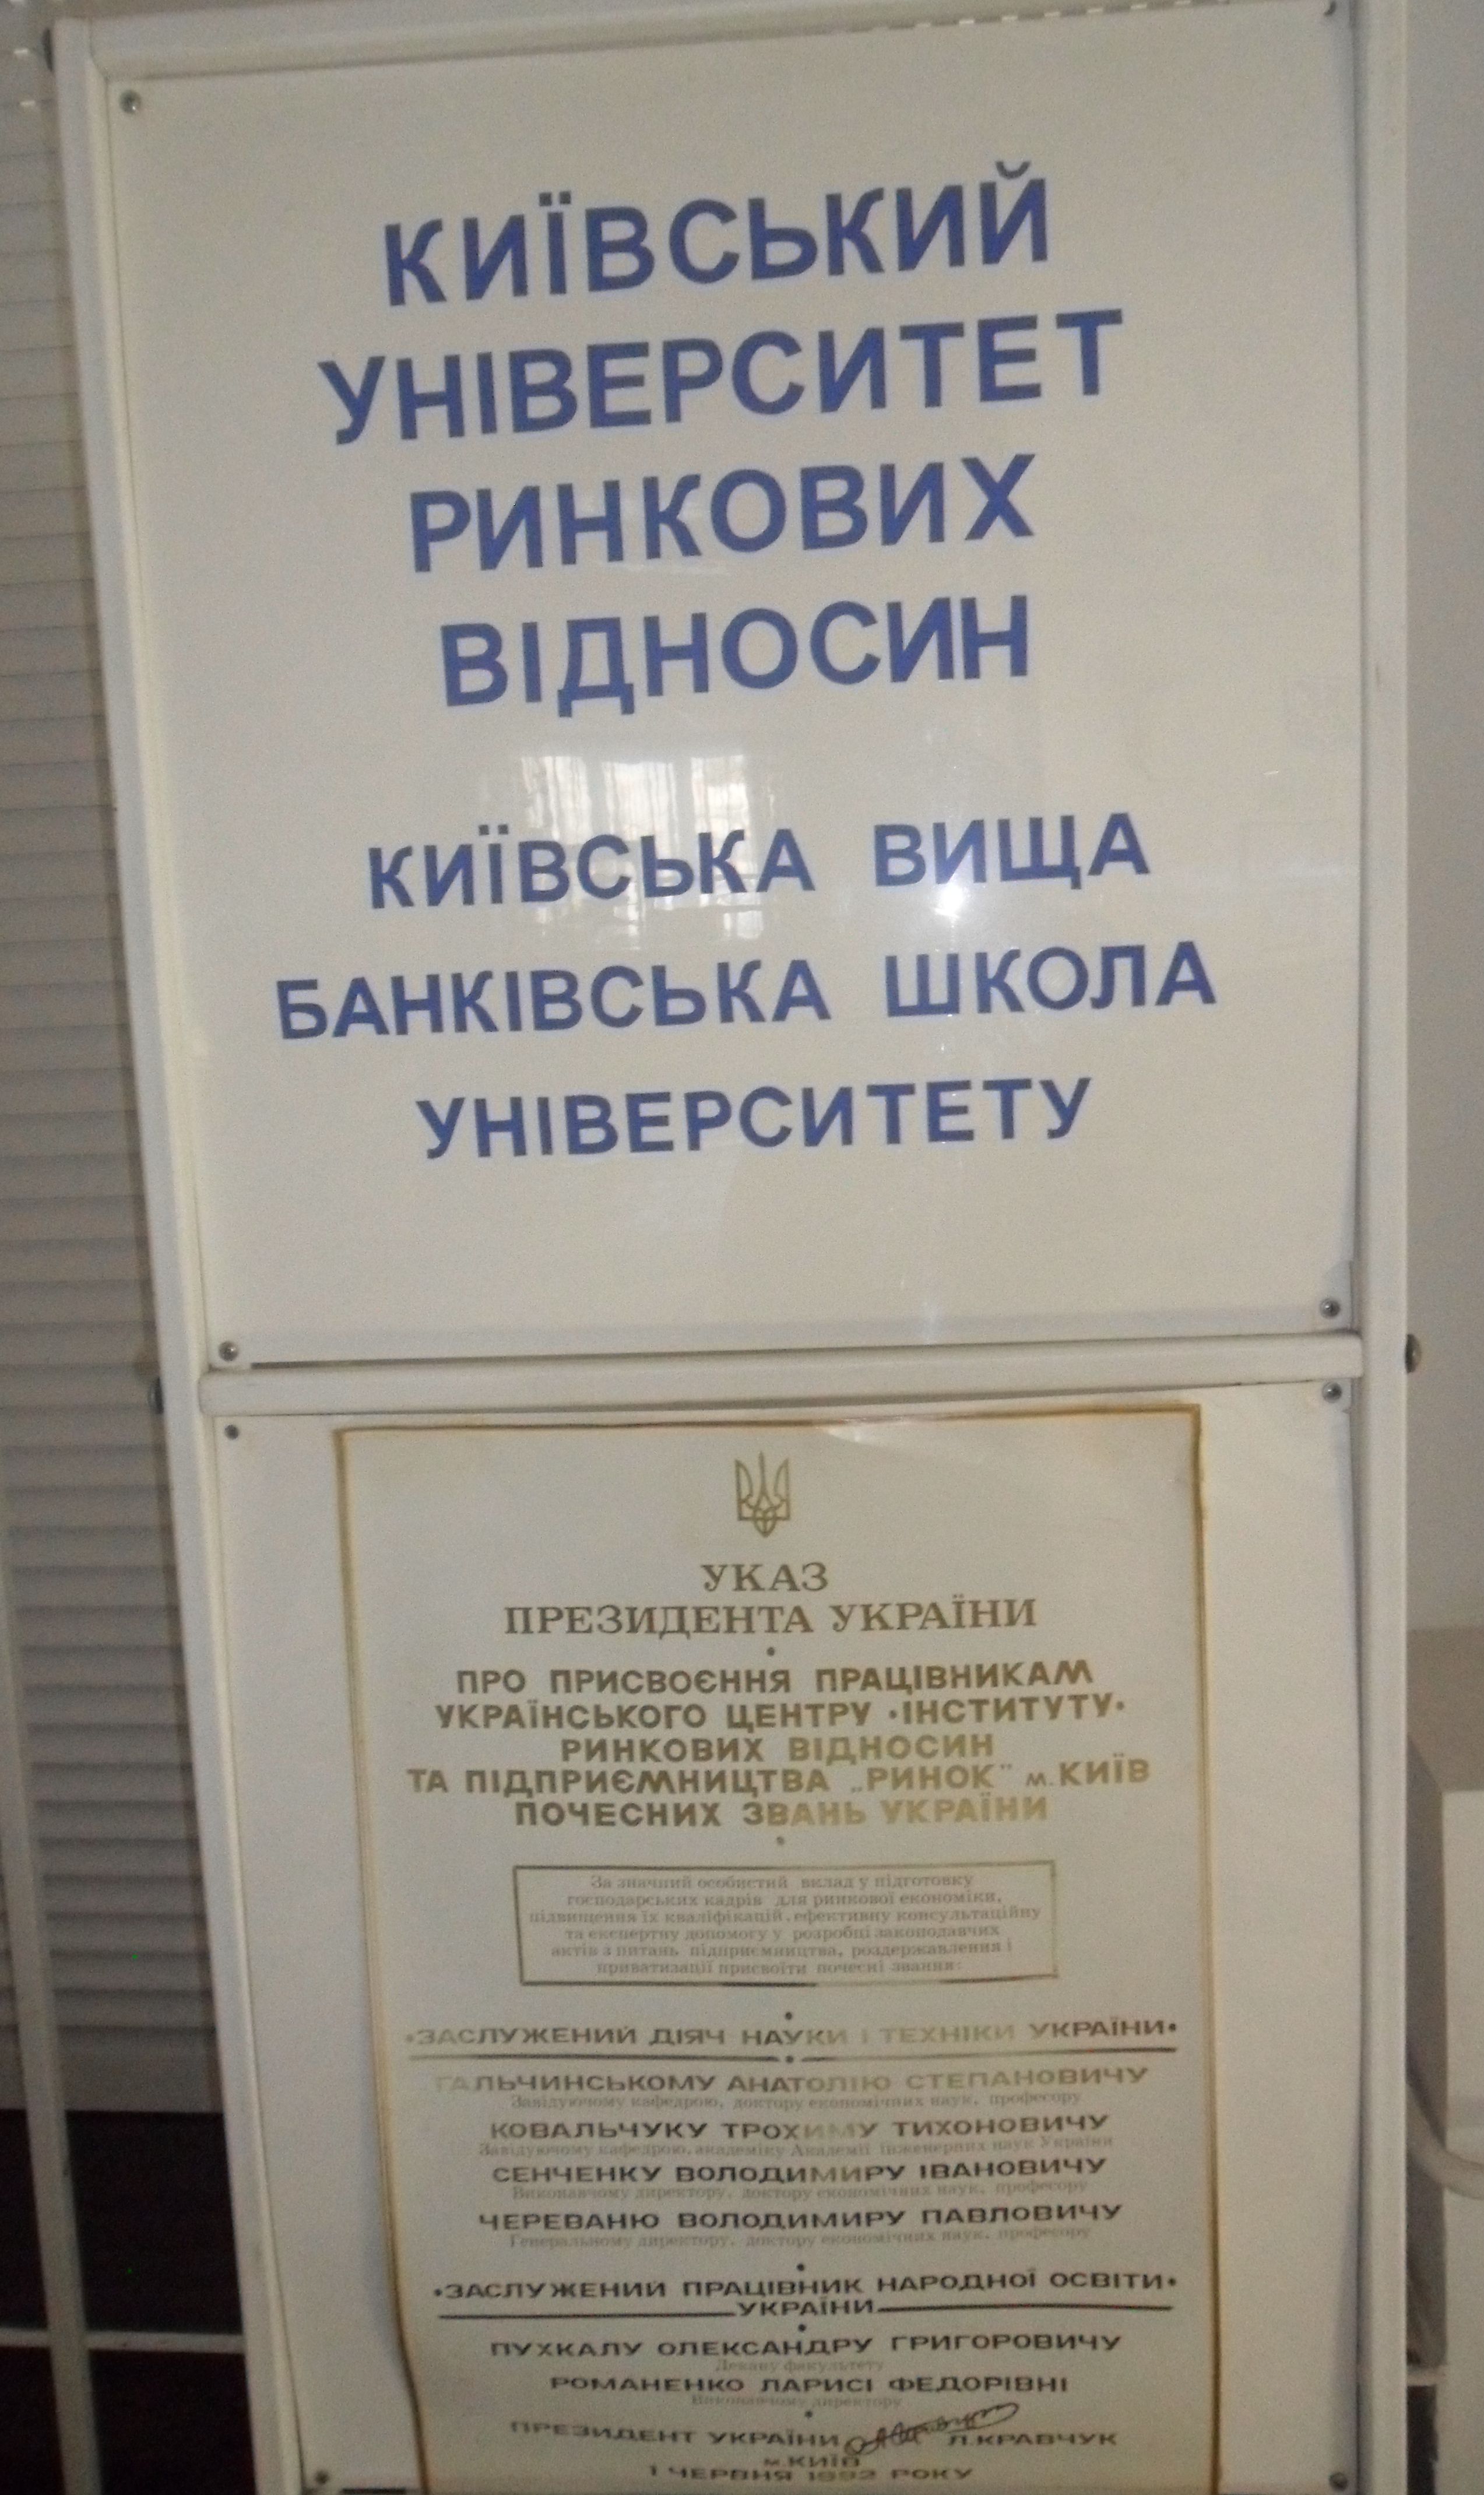 КИЇВСЬКИЙ
УНІВЕРСИТЕТ
РИНКОВИХ
ВІДНОСИН
КИЇВСЬКА ВИЩА
БАНКІВСЬКА ШКОЛА
УНІВЕРСИТЕТУ
УКАЗ
ПРЕЗИДЕНТА УКРАЇНИ
ПРО ПРИСВОЄННЯ ПРАЦІВНИКАМ
УКРАЇНСЬКОГО ЦЕНТРУ •ІНСТИТУТУ•
РИНКОВИХ ВІДНОСИН
ТА ПІДПРИЄМНИЦТВА „РИНОК" м.КИЇВ
ПОЧЕСНИХ ЗВАНЬ УКРАЇНИ
За значний особистий вклад у підготовку
господарських кадрів для ринкової економіки,
підвищення їх кваліфікацій, ефективну консультаційну
та експертну допомогу у розробці законодавчих
актів з питань підприємництва, роздержавлення і
приватизації присвоїти почесні звання:
•ЗАСЛУЖЕНИЙ ДІЯЧ НАУКИ І ТЕХНІКИ УКРАЇНИ•
ГАЛЬЧИНСЬКОМУ АНАТОЛІЮ СТЕПАНОВИЧУ
Завідуючому кафедрою, доктору економічних наук, професору
КОВАЛЬЧУКУ ТРОХИМУ ТИХОНОВИЧУ
Завідуючому кафедрою, академіку Академії інженерних наук України
СЕНЧЕНКУ ВОЛОДИМИРУ ІВАНОВИЧУ
Виконавчому директору, доктору економічних наук, професору
ЧЕРЕВАНЮ ВОЛОДИМИРУ ПАВЛОВИЧУ
Генеральному директору, доктору економічних наук, професору
•ЗАСЛУЖЕНИЙ ПРАЦІВНИК НАРОДНОЇ ОСВІТИ•
УКРАЇНИ
ПУХКАЛУ ОЛЕКСАНДРУ ГРИГОРОВИЧУ
Декану факультету
РОМАНЕНКО ЛАРИСІ ФЕДОРІВНІ
Виконавчому директору
ПРЕЗИДЕНТ УКРАЇНИ Л.КРАВЧУК
м.КИЇВ
1 ЧЕРВНЯ 1992 РОКУ